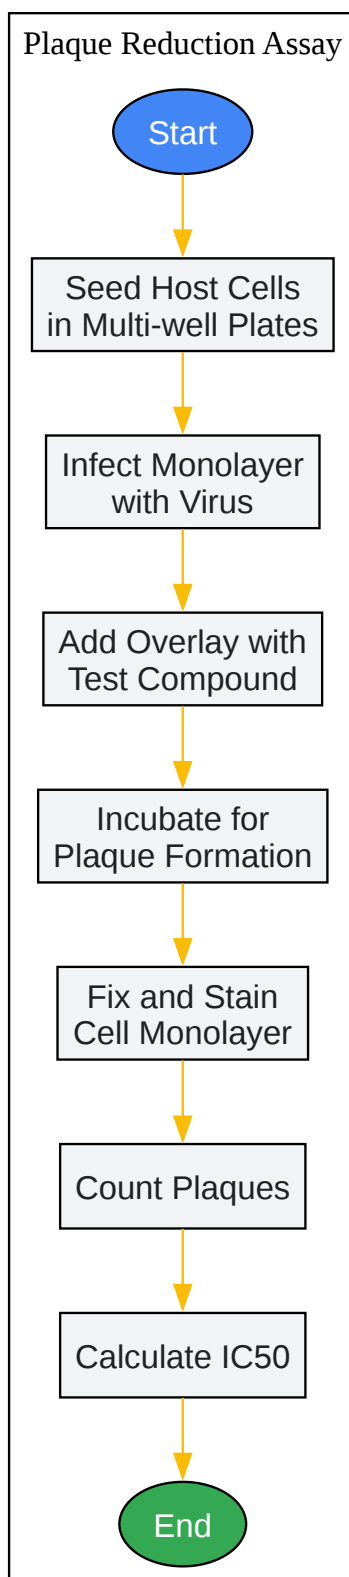 Plaque Reduction Assay
Start
Seed Host Cells
in Multi-well Plates
Infect Monolayer
with Virus
Add Overlay with
Test Compound
Incubate for
Plaque Formation
Fix and Stain
Cell Monolayer
Count Plaques
Calculate IC50
End